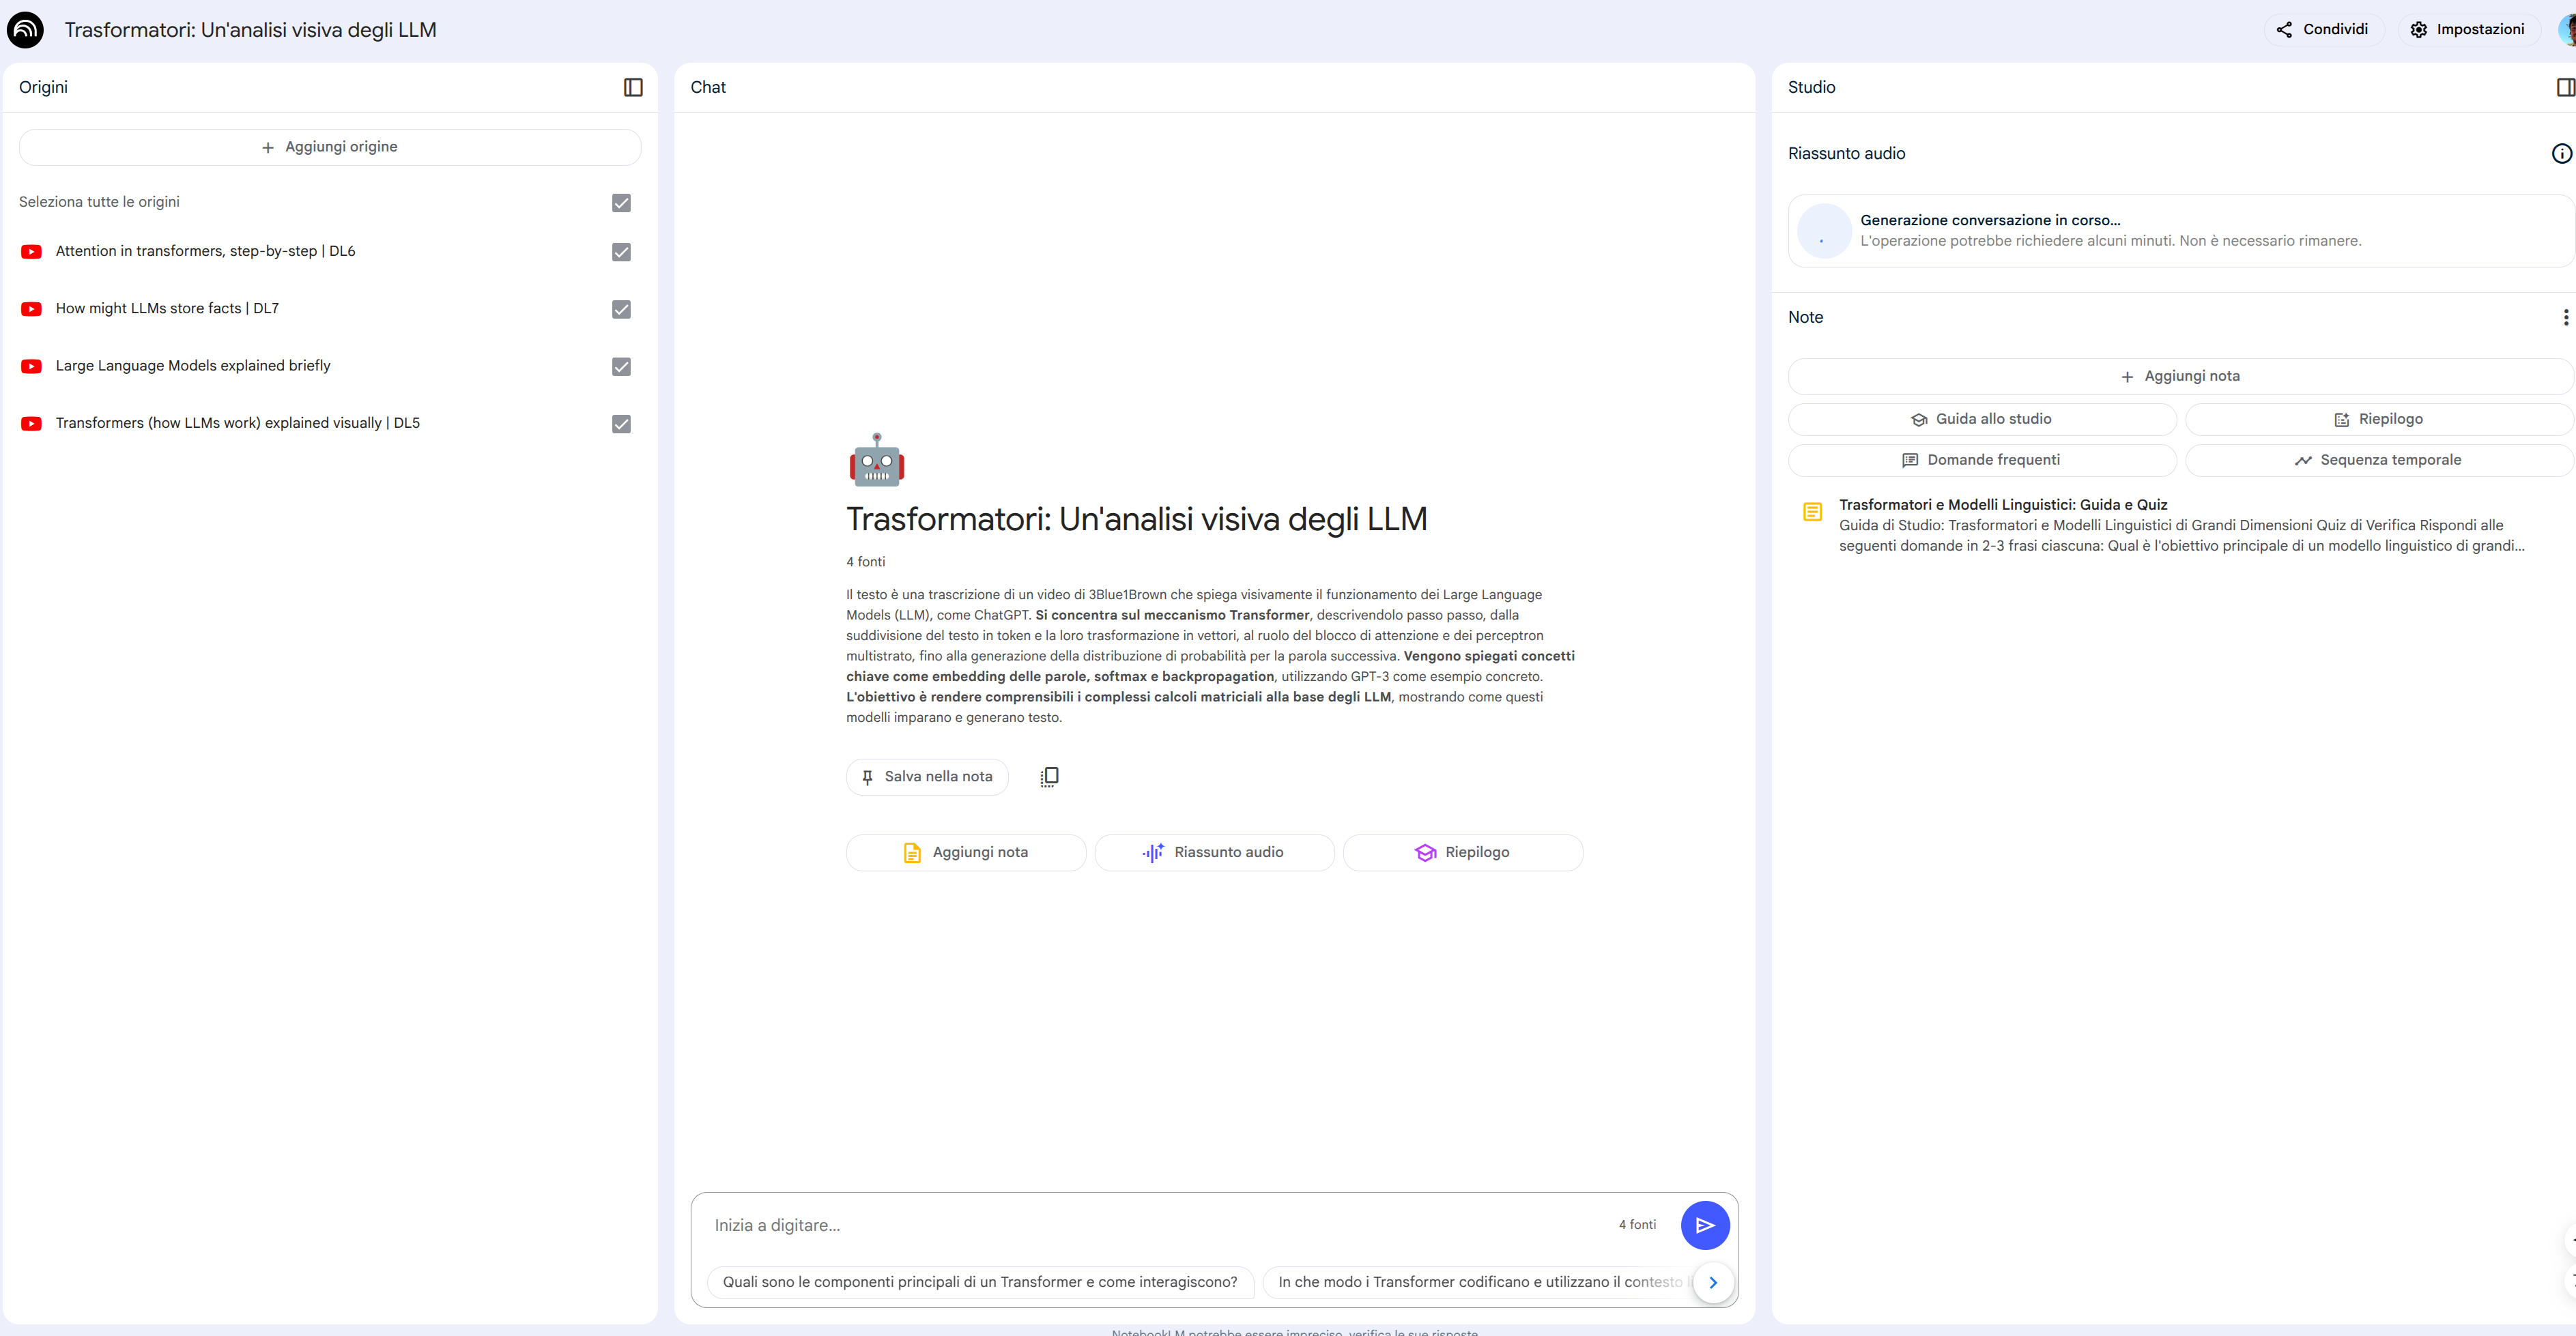 Trasformatori: Un'analisi visiva degli LLM
Condividi
Impostazioni
Origini
Aggiungi origine
Seleziona tutte le origini
Attention in transformers, step-by-step | DL6
How might LLMs store facts | DL7
Large Language Models explained briefly
Transformers (how LLMs work) explained visually | DL5
Chat
Trasformatori: Un'analisi visiva degli LLM
4 fonti
Il testo è una trascrizione di un video di 3Blue1Brown che spiega visivamente il funzionamento dei Large Language
Models (LLM), come ChatGPT. Si concentra sul meccanismo Transformer, descrivendolo passo passo, dalla
suddivisione del testo in token e la loro trasformazione in vettori, al ruolo del blocco di attenzione e dei perceptron
multistrato, fino alla generazione della distribuzione di probabilità per la parola successiva. Vengono spiegati concetti
chiave come embedding delle parole, softmax e backpropagation, utilizzando GPT-3 come esempio concreto.
L'obiettivo è rendere comprensibili i complessi calcoli matriciali alla base degli LLM, mostrando come questi
modelli imparano e generano testo.
Salva nella nota
Aggiungi nota
Riassunto audio
Riepilogo
Inizia a digitare...
4 fonti
Quali sono le componenti principali di un Transformer e come interagiscono?
In che modo i Transformer codificano e utilizzano il contesto
NotebookLM potrebbe essere impreciso, verifica le sue risposte.
Studio
Riassunto audio
Generazione conversazione in corso...
L'operazione potrebbe richiedere alcuni minuti. Non è necessario rimanere.
Note
Aggiungi nota
Guida allo studio
Riepilogo
Domande frequenti
Sequenza temporale
Trasformatori e Modelli Linguistici: Guida e Quiz
Guida di Studio: Trasformatori e Modelli Linguistici di Grandi Dimensioni Quiz di Verifica Rispondi alle
seguenti domande in 2-3 frasi ciascuna: Qual è l'obiettivo principale di un modello linguistico di grandi...